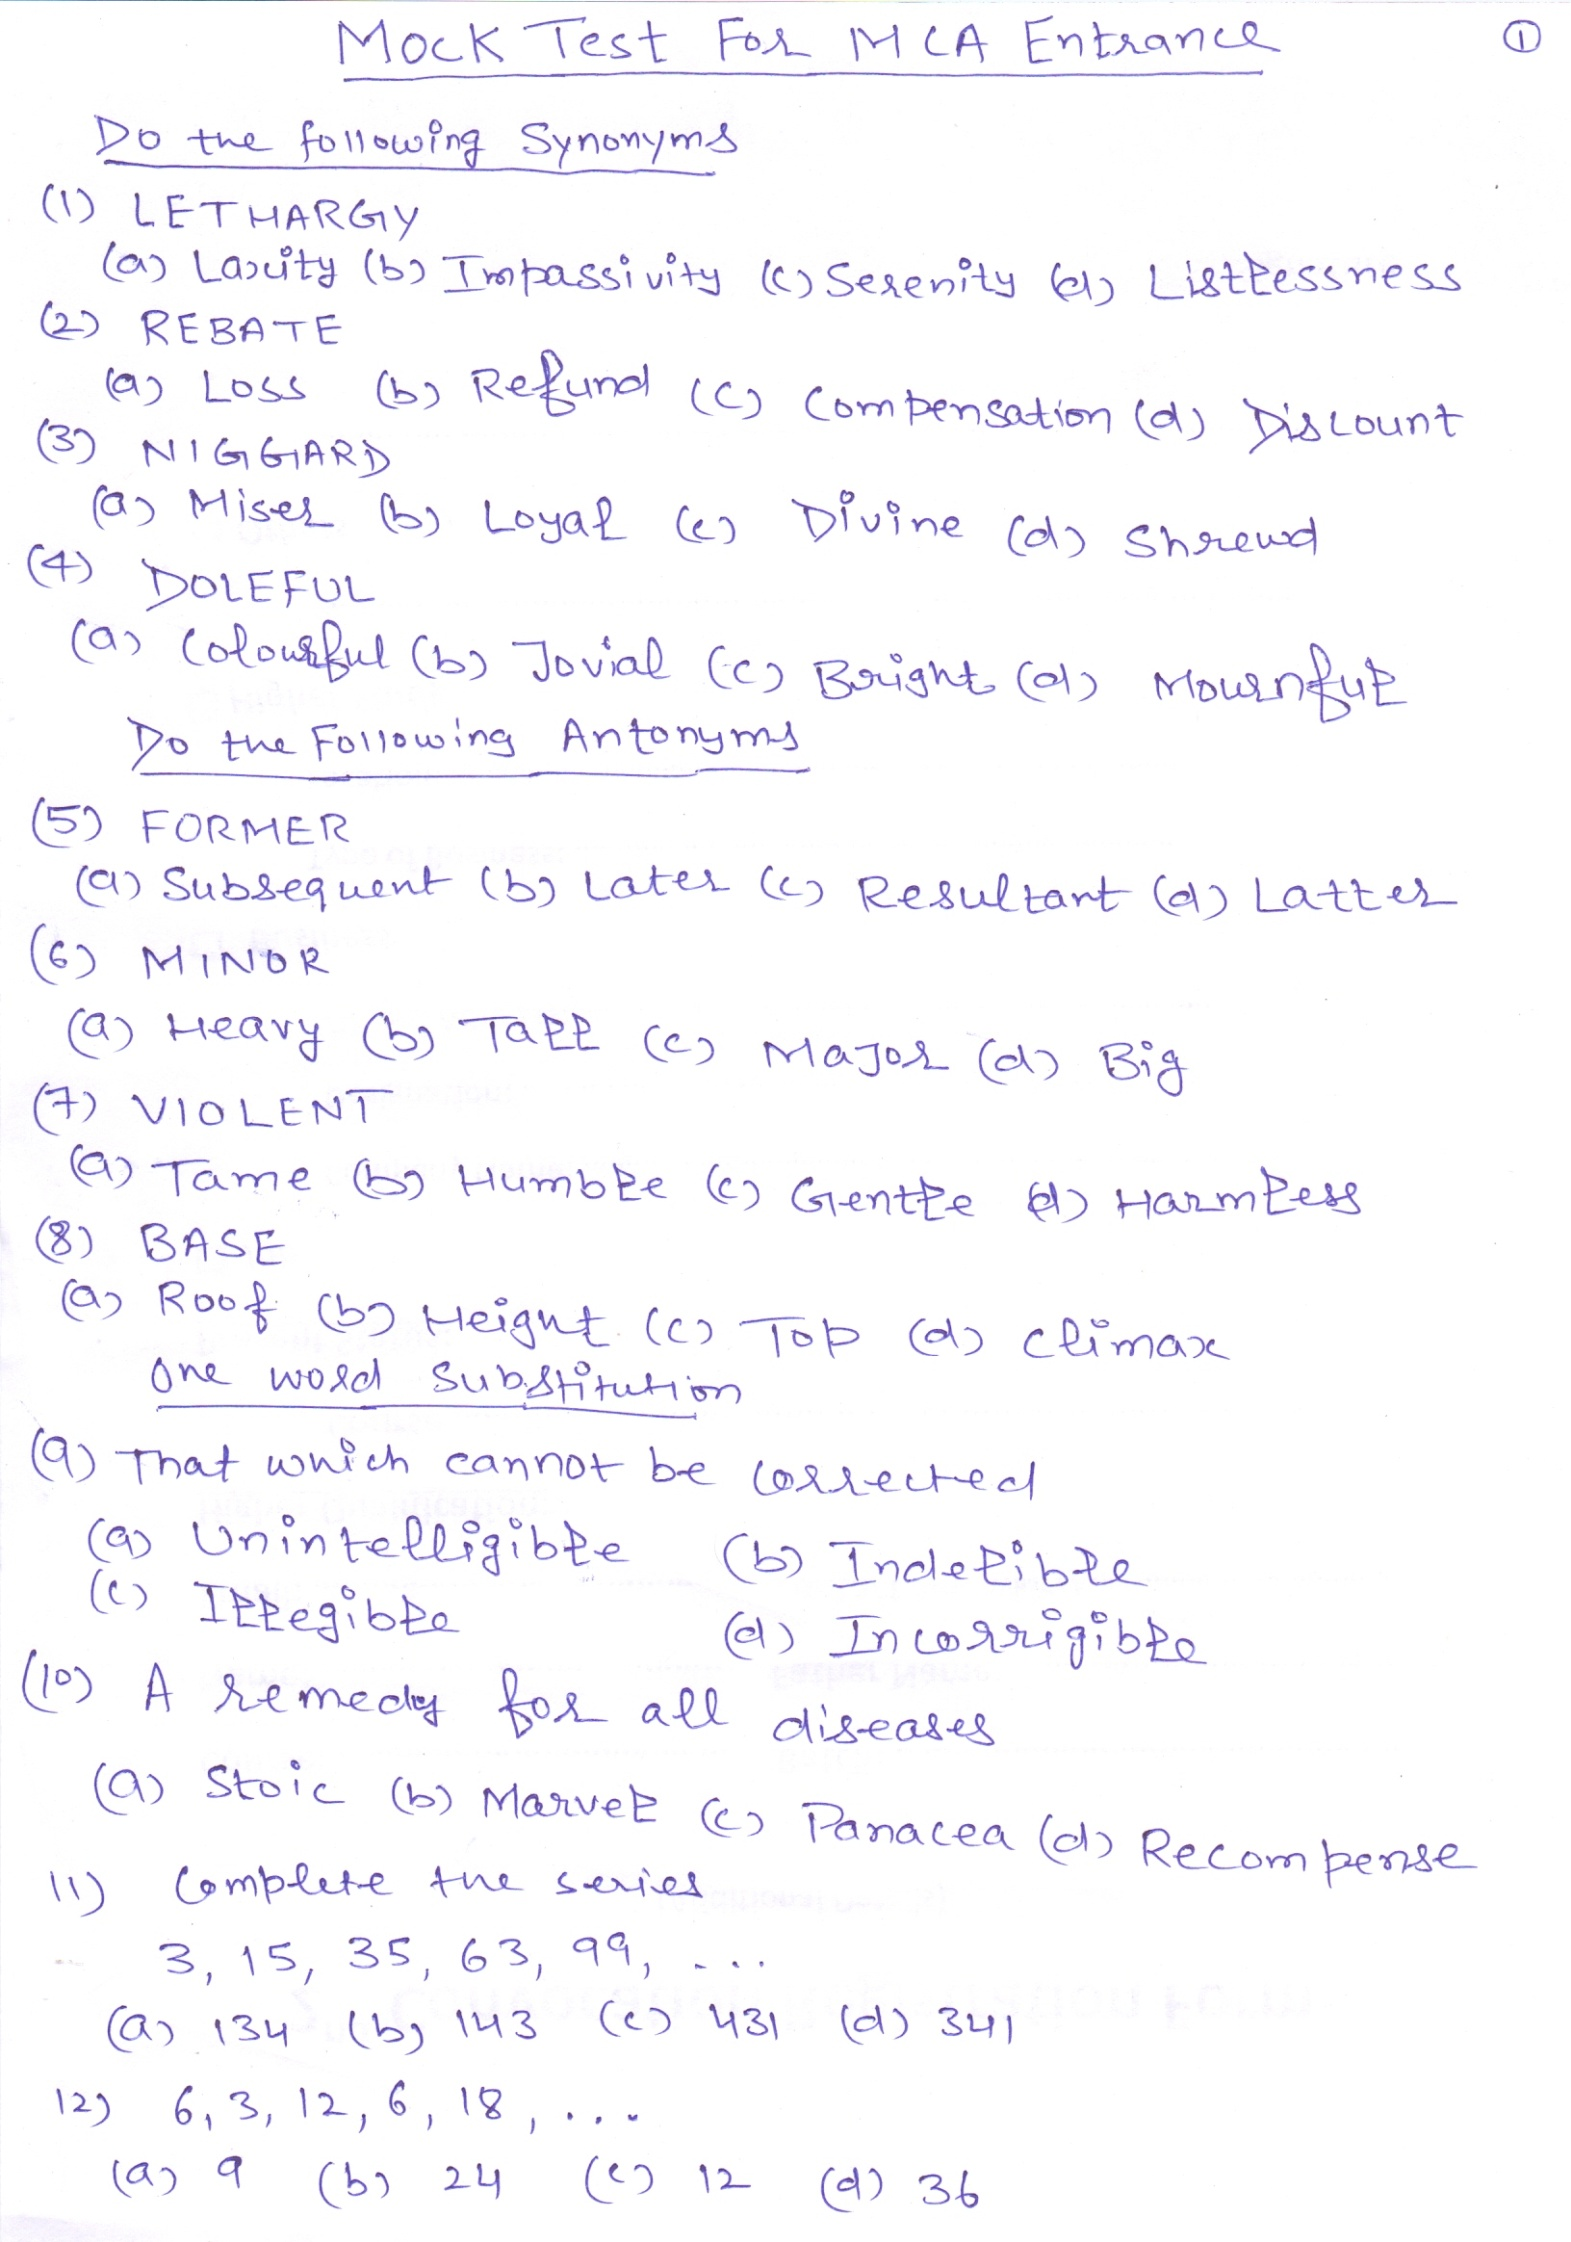 Mock Test For MCA Entrance
①
Do the following Synonyms
(1) LETHARGY
(a) Laxity (b) Impassivity (c) Serenity (d) Listlessness
(2) REBATE
(a) Loss (b) Refund (c) Compensation (d) Discount
(3) NIGGARD
(a) Miser (b) Loyal (c) Divine (d) Shrewd
(4) DOLEFUL
(a) Colourful (b) Jovial (c) Bright (d) Mournful
Do the Following Antonyms
(5) FORMER
(a) Subsequent (b) Later (c) Resultant (d) Latter
(6) MINOR
(a) Heavy (b) Tall (c) Major (d) Big
(7) VIOLENT
(a) Tame (b) Humble (c) Gentle (d) Harmless
(8) BASE
(a) Roof (b) Height (c) Top (d) Climax
One word Substitution
(9) That which cannot be corrected
(a) Unintelligible (b) Indelible
(c) Illegible (d) Incorrigible
(10) A remedy for all diseases
(a) Stoic (b) Marvel (c) Panacea (d) Recompense
11) Complete the series
3, 15, 35, 63, 99, ....
(a) 134 (b) 143 (c) 431 (d) 341
12) 6, 3, 12, 6, 18, ....
(a) 9 (b) 24 (c) 12 (d) 36